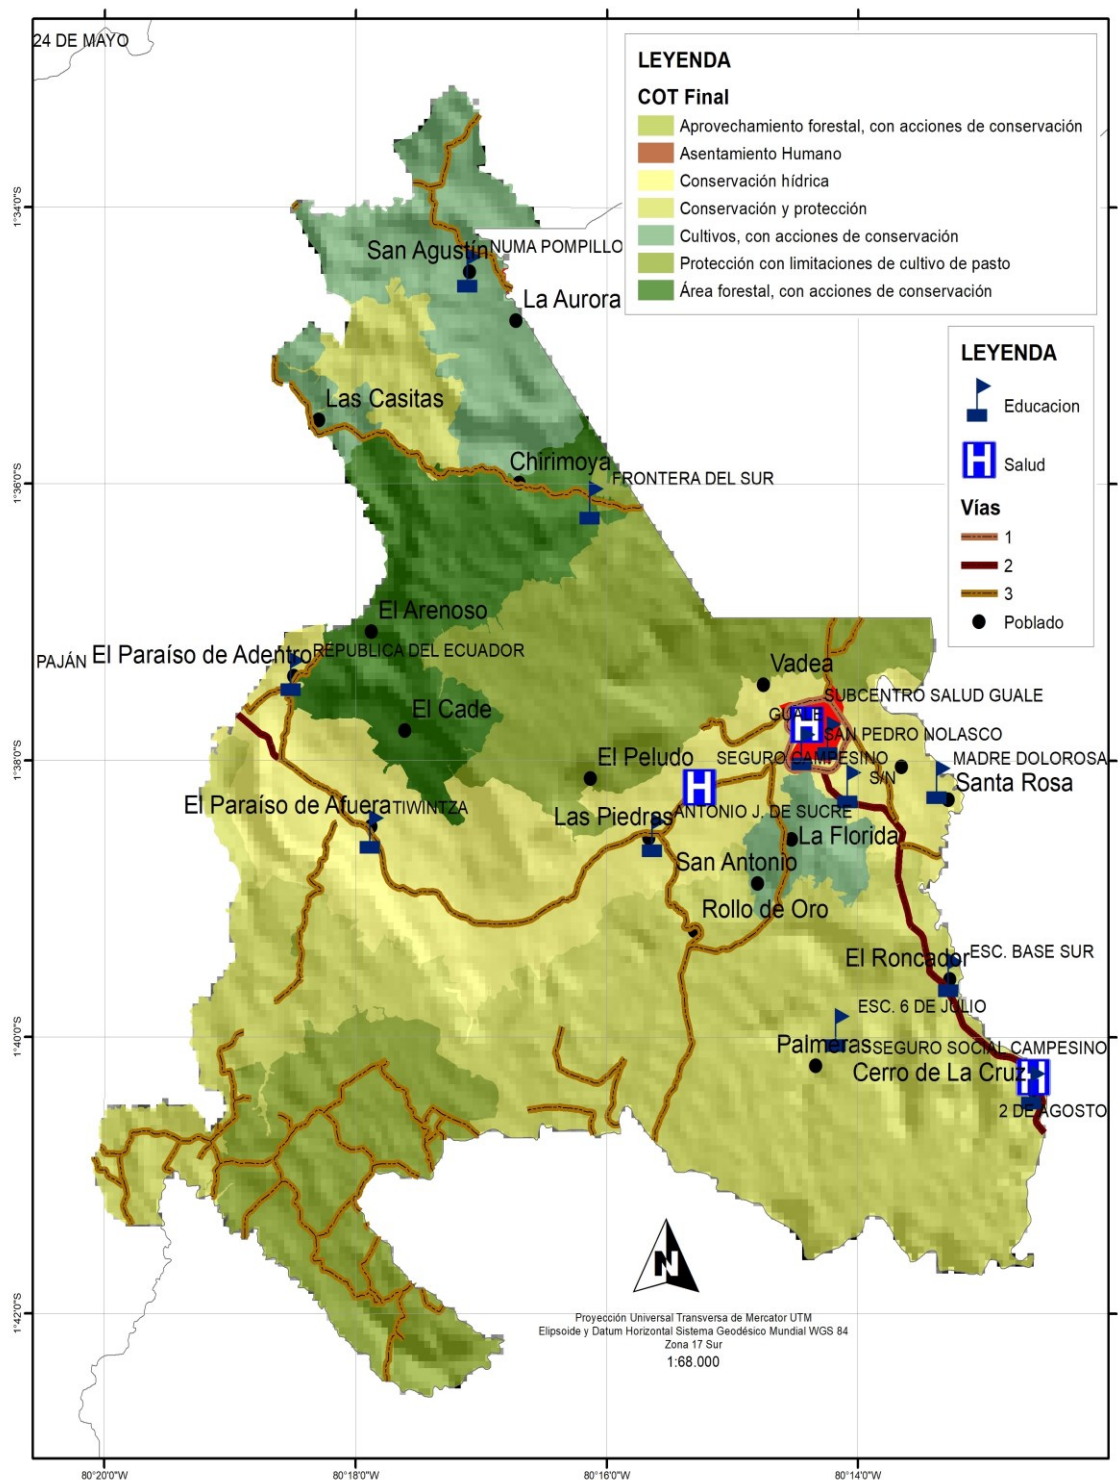 24 DE MAYO
LEYENDA
COT Final
Aprovechamiento forestal, con acciones de conservación
Asentamiento Humano
Conservación hídrica
Conservación y protección
Cultivos, con acciones de conservación
Protección con limitaciones de cultivo de pasto
Área forestal, con acciones de conservación
LEYENDA
Educacion
H Salud
Vías
1
2
3
Poblado
1°34'0"S
1°36'0"S
1°38'0"S
1°40'0"S
1°42'0"S
San Agustín NUMA POMPILLO
La Aurora
Las Casitas
Chirimoya
FRONTERA DEL SUR
El Arenoso
PAJÁN El Paraíso de Adentro REPUBLICA DEL ECUADOR
Vadea
SUBCENTRO SALUD GUALE
El Cade
GUALE
H
SAN PEDRO NOLASCO
El Peludo
SEGURO CAMPESINO
MADRE DOLOROSA
S/N
Santa Rosa
H
El Paraíso de Afuera TIWINTZA
Las Piedras ANTONIO J. DE SUCRE
La Florida
San Antonio
Rollo de Oro
El Roncador ESC. BASE SUR
ESC. 6 DE JULIO
Palmeras SEGURO SOCIAL CAMPESINO
Cerro de La Cruz
H
2 DE AGOSTO
N
Proyección Universal Transversa de Mercator UTM
Elipsoide y Datum Horizontal Sistema Geodésico Mundial WGS 84
Zona 17 Sur
1:68.000
80°20'0"W 80°18'0"W 80°16'0"W 80°14'0"W